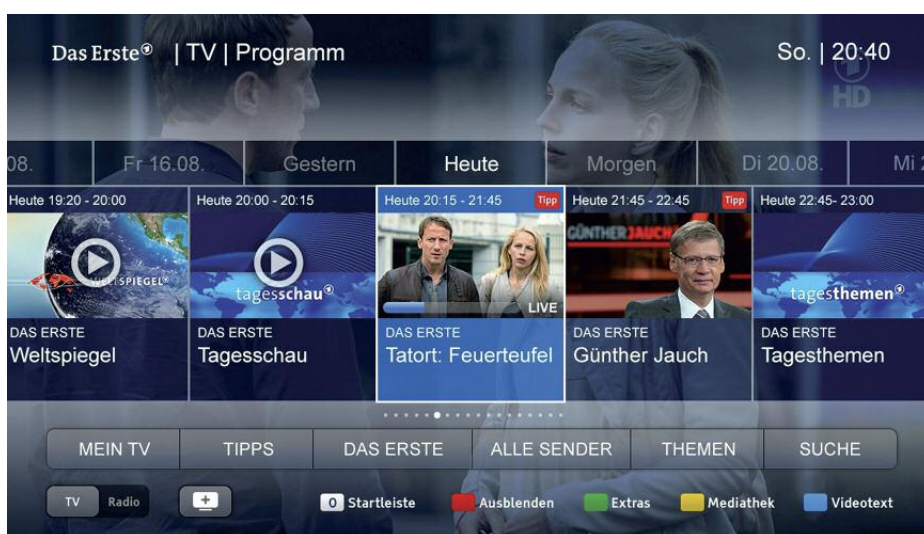 Das Erste | TV | Programm
So. | 20:40
HD
08.
Fr 16.08.
Gestern
Heute
Morgen
Di 20.08.
Mi
Heute 19:20 - 20:00
WELTSPIEGEL
DAS ERSTE
Weltspiegel
Heute 20:00 - 20:15
tagesschau
DAS ERSTE
Tagesschau
Heute 20:15 - 21:45
Tipp
LIVE
DAS ERSTE
Tatort: Feuerteufel
Heute 21:45 - 22:45
Tipp
GÜNTHER JAUCH
DAS ERSTE
Günther Jauch
Heute 22:45- 23:00
tagesthemen
DAS ERSTE
Tagesthemen
MEIN TV
TIPPS
DAS ERSTE
ALLE SENDER
THEMEN
SUCHE
TV
Radio
0 Startleiste
Ausblenden
Extras
Mediathek
Videotext